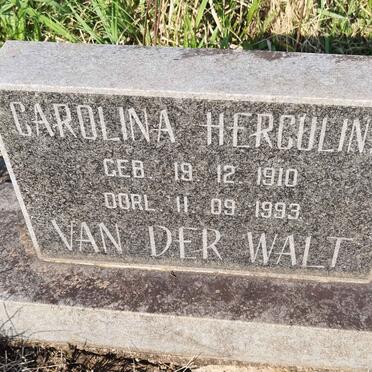 CAROLINA HERCULIN
GEB. 19. 12. 1910
OORL. 11. 09. 1993.
VAN DER WALT